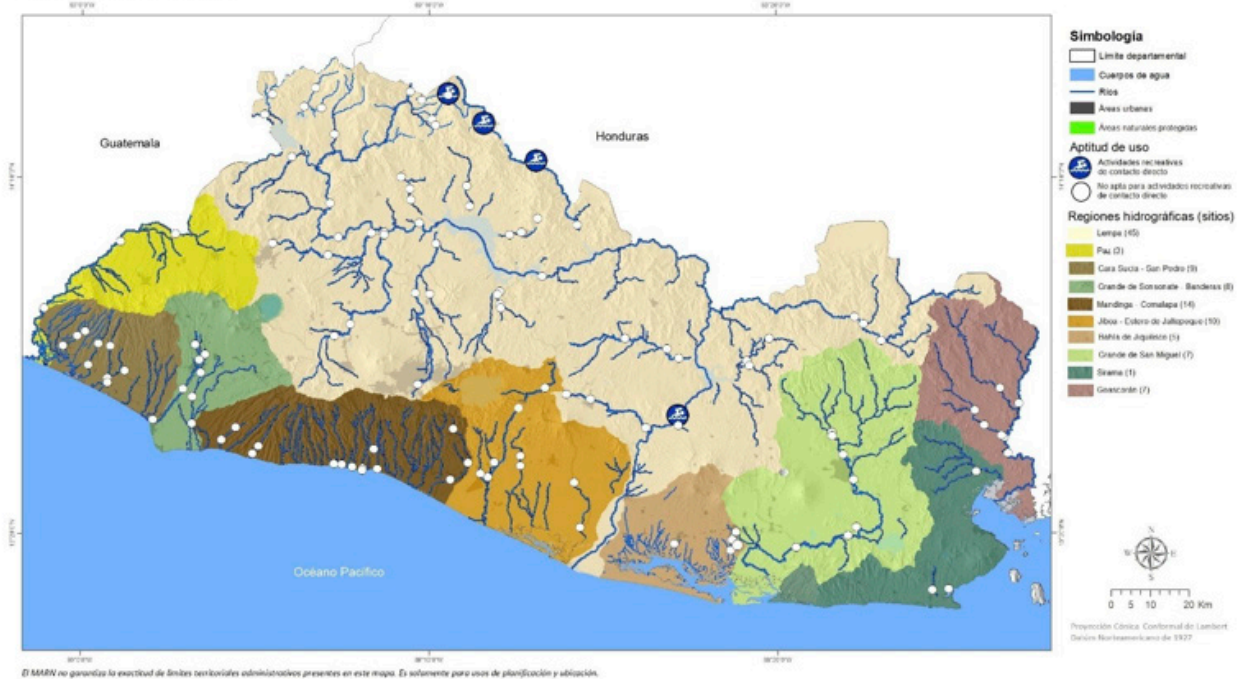 Guatemala
Honduras
Océano Pacífico
Simbología
Límite departamental
Cuerpos de agua
Ríos
Áreas urbanas
Áreas naturales protegidas
Aptitud de uso
Actividades recreativas
de contacto directo
No apta para actividades recreativas
de contacto directo
Regiones hidrográficas (sitios)
Lempa (45)
Paz (3)
Cara Sucia - San Pedro (9)
Grande de Sonsonate - Banderas (8)
Mandinga - Comalapa (14)
Jiboa - Estero de Jaltepeque (10)
Bahía de Jiquilisco (5)
Grande de San Miguel (7)
Sirama (1)
Goascorán (7)
N
W
E
S
0 5 10 20 Km
Proyección Cónica Conformal de Lambert
Datum Norteamericano de 1927
El MARN no garantiza la exactitud de límites territoriales administrativos presentes en este mapa. Es solamente para usos de planificación y ubicación.